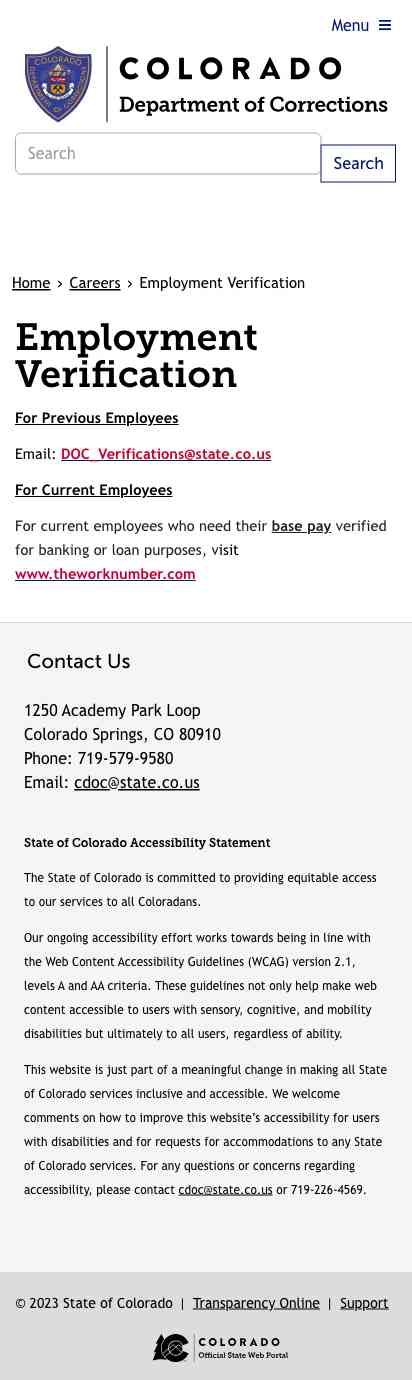 Menu
COLORADO
Department of Corrections
Search
Search
Home › Careers › Employment Verification
Employment
Verification
For Previous Employees
Email: DOC_Verifications@state.co.us
For Current Employees
For current employees who need their base pay verified
for banking or loan purposes, visit
www.theworknumber.com
Contact Us
1250 Academy Park Loop
Colorado Springs, CO 80910
Phone: 719-579-9580
Email: cdoc@state.co.us
State of Colorado Accessibility Statement
The State of Colorado is committed to providing equitable access
to our services to all Coloradans.
Our ongoing accessibility effort works towards being in line with
the Web Content Accessibility Guidelines (WCAG) version 2.1,
levels A and AA criteria. These guidelines not only help make web
content accessible to users with sensory, cognitive, and mobility
disabilities but ultimately to all users, regardless of ability.
This website is just part of a meaningful change in making all State
of Colorado services inclusive and accessible. We welcome
comments on how to improve this website's accessibility for users
with disabilities and for requests for accommodations to any State
of Colorado services. For any questions or concerns regarding
accessibility, please contact cdoc@state.co.us or 719-226-4569.
© 2023 State of Colorado | Transparency Online | Support
COLORADO
Official State Web Portal